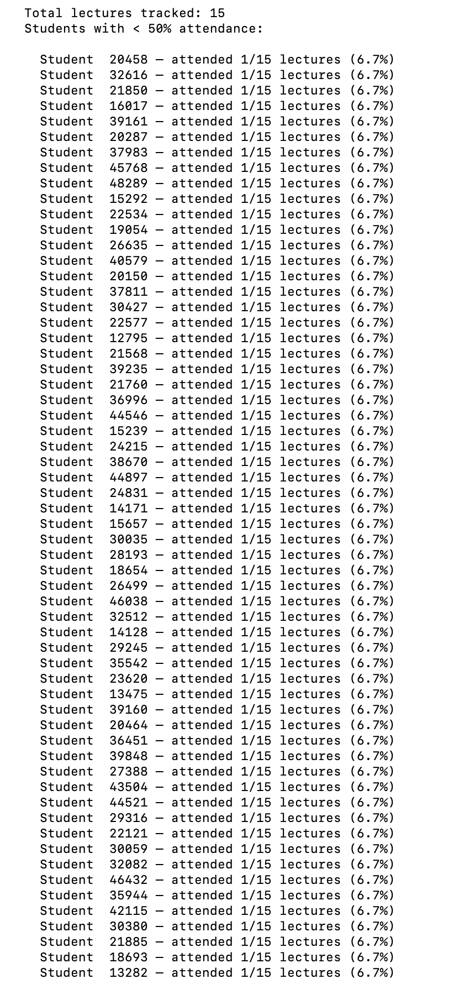 Total lectures tracked: 15
Students with < 50% attendance:
Student 20458 — attended 1/15 lectures (6.7%)
Student 32616 — attended 1/15 lectures (6.7%)
Student 21850 — attended 1/15 lectures (6.7%)
Student 16017 — attended 1/15 lectures (6.7%)
Student 39161 — attended 1/15 lectures (6.7%)
Student 20287 — attended 1/15 lectures (6.7%)
Student 37983 — attended 1/15 lectures (6.7%)
Student 45768 — attended 1/15 lectures (6.7%)
Student 48289 — attended 1/15 lectures (6.7%)
Student 15292 — attended 1/15 lectures (6.7%)
Student 22534 — attended 1/15 lectures (6.7%)
Student 19054 — attended 1/15 lectures (6.7%)
Student 26635 — attended 1/15 lectures (6.7%)
Student 40579 — attended 1/15 lectures (6.7%)
Student 20150 — attended 1/15 lectures (6.7%)
Student 37811 — attended 1/15 lectures (6.7%)
Student 30427 — attended 1/15 lectures (6.7%)
Student 22577 — attended 1/15 lectures (6.7%)
Student 12795 — attended 1/15 lectures (6.7%)
Student 21568 — attended 1/15 lectures (6.7%)
Student 39235 — attended 1/15 lectures (6.7%)
Student 21760 — attended 1/15 lectures (6.7%)
Student 36996 — attended 1/15 lectures (6.7%)
Student 44546 — attended 1/15 lectures (6.7%)
Student 15239 — attended 1/15 lectures (6.7%)
Student 24215 — attended 1/15 lectures (6.7%)
Student 38670 — attended 1/15 lectures (6.7%)
Student 44897 — attended 1/15 lectures (6.7%)
Student 24831 — attended 1/15 lectures (6.7%)
Student 14171 — attended 1/15 lectures (6.7%)
Student 15657 — attended 1/15 lectures (6.7%)
Student 30035 — attended 1/15 lectures (6.7%)
Student 28193 — attended 1/15 lectures (6.7%)
Student 18654 — attended 1/15 lectures (6.7%)
Student 26499 — attended 1/15 lectures (6.7%)
Student 46038 — attended 1/15 lectures (6.7%)
Student 32512 — attended 1/15 lectures (6.7%)
Student 14128 — attended 1/15 lectures (6.7%)
Student 29245 — attended 1/15 lectures (6.7%)
Student 35542 — attended 1/15 lectures (6.7%)
Student 23620 — attended 1/15 lectures (6.7%)
Student 13475 — attended 1/15 lectures (6.7%)
Student 39160 — attended 1/15 lectures (6.7%)
Student 20464 — attended 1/15 lectures (6.7%)
Student 36451 — attended 1/15 lectures (6.7%)
Student 39848 — attended 1/15 lectures (6.7%)
Student 27388 — attended 1/15 lectures (6.7%)
Student 43504 — attended 1/15 lectures (6.7%)
Student 44521 — attended 1/15 lectures (6.7%)
Student 29316 — attended 1/15 lectures (6.7%)
Student 22121 — attended 1/15 lectures (6.7%)
Student 30059 — attended 1/15 lectures (6.7%)
Student 32082 — attended 1/15 lectures (6.7%)
Student 46432 — attended 1/15 lectures (6.7%)
Student 35944 — attended 1/15 lectures (6.7%)
Student 42115 — attended 1/15 lectures (6.7%)
Student 30380 — attended 1/15 lectures (6.7%)
Student 21885 — attended 1/15 lectures (6.7%)
Student 18693 — attended 1/15 lectures (6.7%)
Student 13282 — attended 1/15 lectures (6.7%)